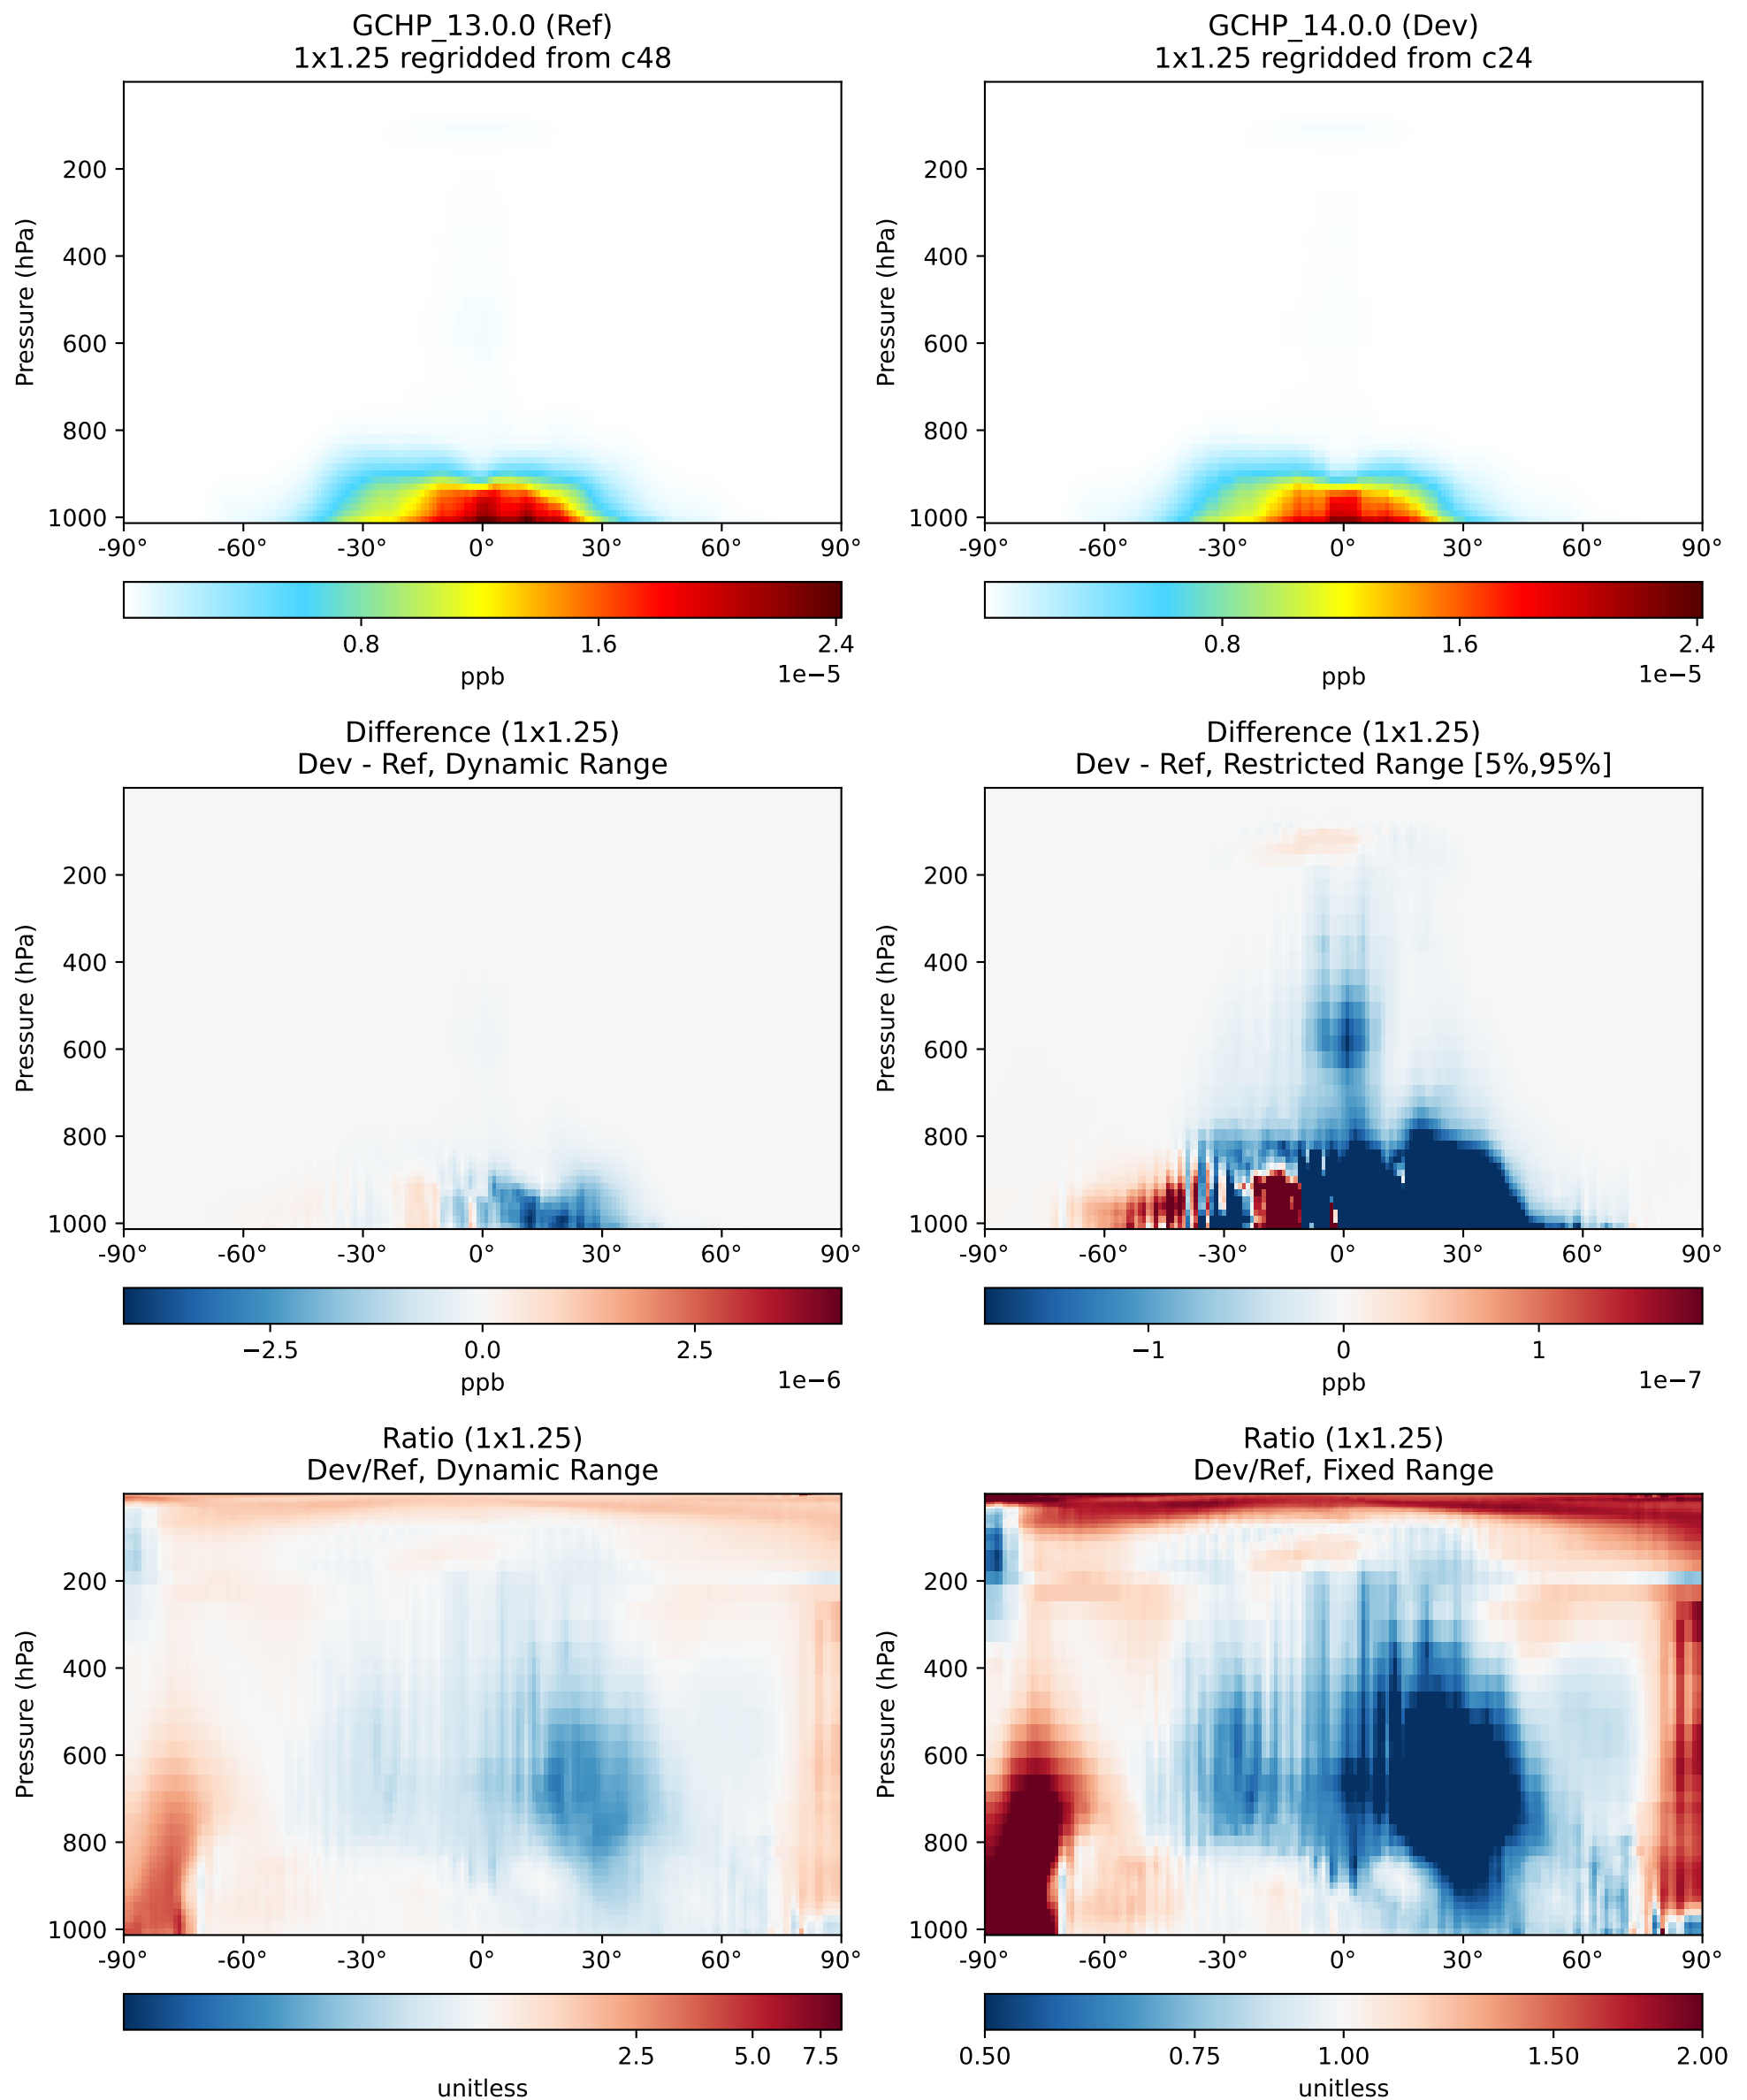 GCHP_13.0.0 (Ref)
1x1.25 regridded from c48
Pressure (hPa)
200
400
600
800
1000
-90° -60° -30° 0° 30° 60° 90°
0.8 1.6 2.4
ppb
1e−5
GCHP_14.0.0 (Dev)
1x1.25 regridded from c24
Pressure (hPa)
200
400
600
800
1000
-90° -60° -30° 0° 30° 60° 90°
0.8 1.6 2.4
ppb
1e−5
Difference (1x1.25)
Dev - Ref, Dynamic Range
Pressure (hPa)
200
400
600
800
1000
-90° -60° -30° 0° 30° 60° 90°
−2.5 0.0 2.5
ppb
1e−6
Difference (1x1.25)
Dev - Ref, Restricted Range [5%,95%]
Pressure (hPa)
200
400
600
800
1000
-90° -60° -30° 0° 30° 60° 90°
−1 0 1
ppb
1e−7
Ratio (1x1.25)
Dev/Ref, Dynamic Range
Pressure (hPa)
200
400
600
800
1000
-90° -60° -30° 0° 30° 60° 90°
2.5 5.0 7.5
unitless
Ratio (1x1.25)
Dev/Ref, Fixed Range
Pressure (hPa)
200
400
600
800
1000
-90° -60° -30° 0° 30° 60° 90°
0.50 0.75 1.00 1.50 2.00
unitless